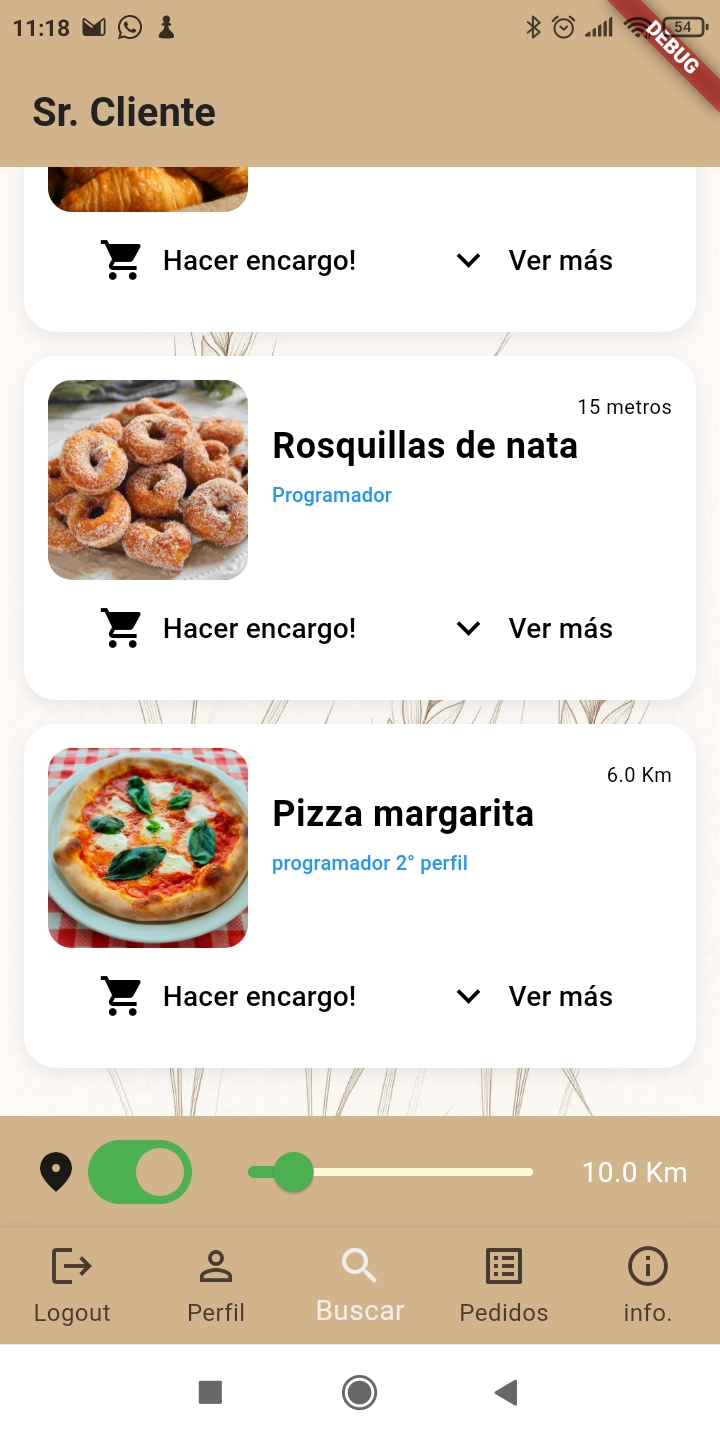 11:18
54
DEBUG
Sr. Cliente
Hacer encargo! Ver más
15 metros
Rosquillas de nata
Programador
Hacer encargo! Ver más
6.0 Km
Pizza margarita
programador 2° perfil
Hacer encargo! Ver más
10.0 Km
Logout Perfil Buscar Pedidos info.